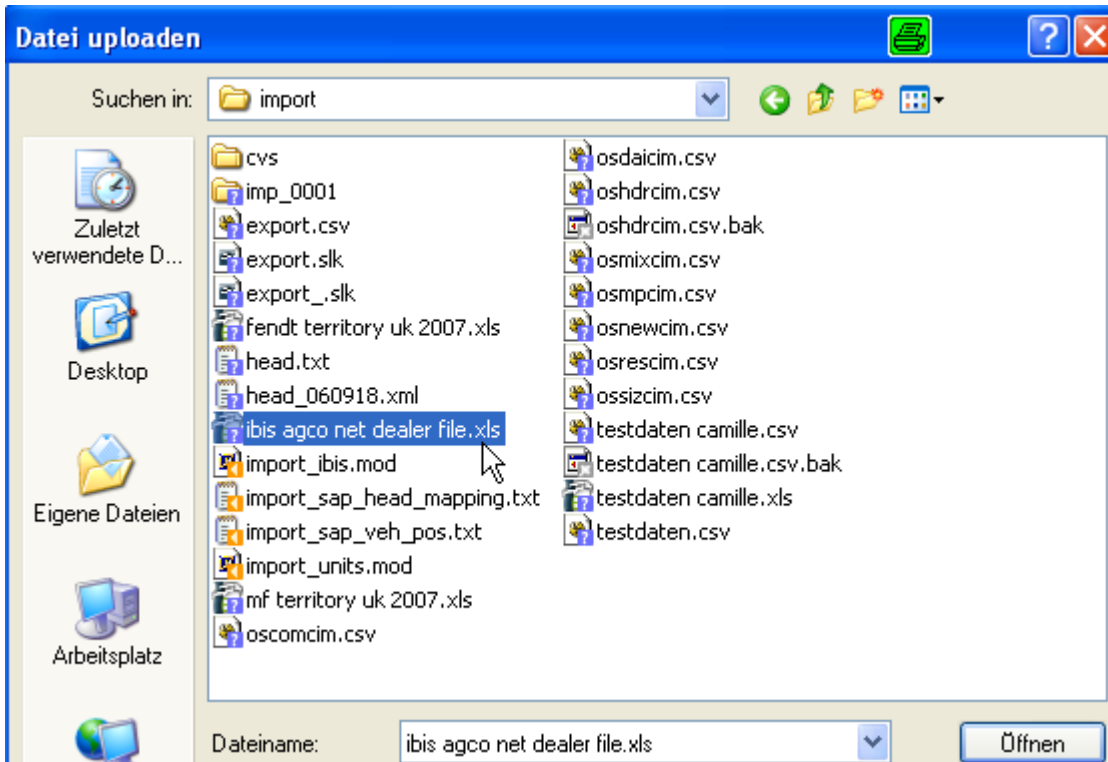 Datei uploaden
Suchen in:
import
Zuletzt
verwendete D...
Desktop
Eigene Dateien
Arbeitsplatz
cvs
imp_0001
export.csv
export.slk
export_.slk
fendt territory uk 2007.xls
head.txt
head_060918.xml
ibis agco net dealer file.xls
import_ibis.mod
import_sap_head_mapping.txt
import_sap_veh_pos.txt
import_units.mod
mf territory uk 2007.xls
oscomcim.csv
osdaicim.csv
oshdrcim.csv
oshdrcim.csv.bak
osmixcim.csv
osmpcim.csv
osnewcim.csv
osrescim.csv
ossizcim.csv
testdaten camille.csv
testdaten camille.csv.bak
testdaten camille.xls
testdaten.csv
Dateiname:
ibis agco net dealer file.xls
Öffnen